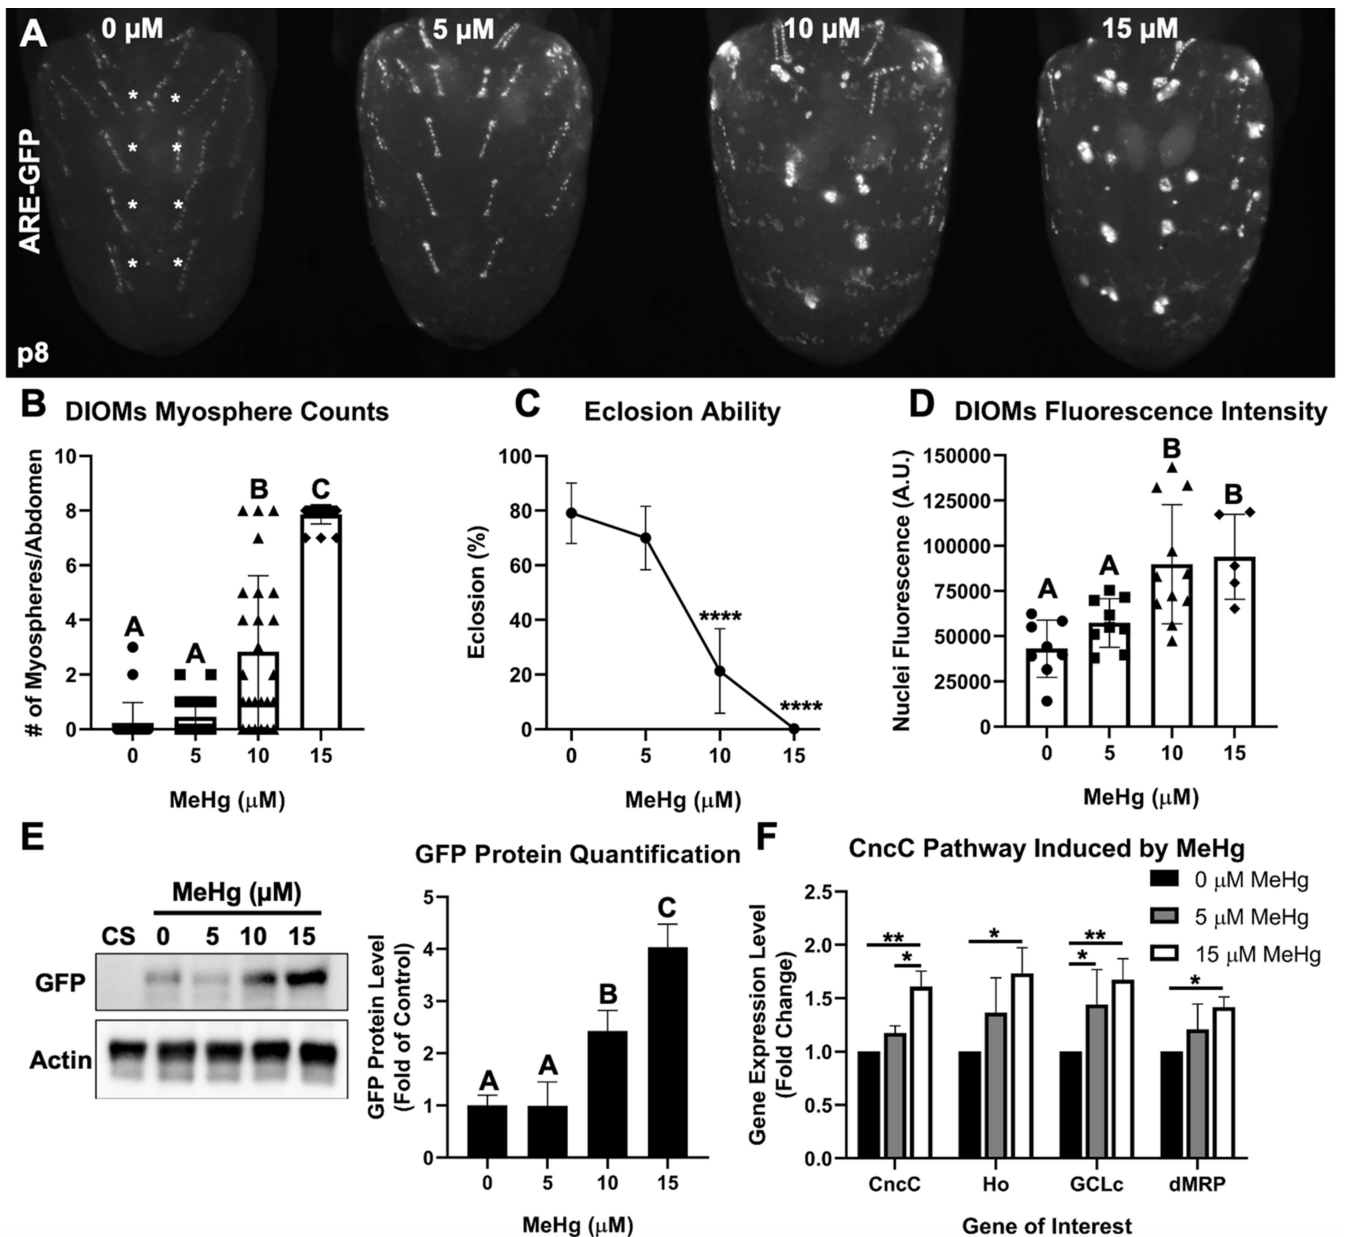 A
0 µM
5 µM
10 µM
15 µM
ARE-GFP
* *
* *
* *
* *
p8
B
DIOMs Myosphere Counts
# of Myospheres/Abdomen
10
8
6
4
2
0
A
A
B
C
0 5 10 15
MeHg (µM)
C
Eclosion Ability
Eclosion (%)
100
80
60
40
20
0
****
****
0 5 10 15
MeHg (µM)
D
DIOMs Fluorescence Intensity
Nuclei Fluorescence (A.U.)
150000
125000
100000
75000
50000
25000
0
A
A
B
B
0 5 10 15
MeHg (µM)
E
MeHg (µM)
CS 0 5 10 15
GFP
Actin
GFP Protein Quantification
GFP Protein Level
(Fold of Control)
5
4
3
2
1
0
A
A
B
C
0 5 10 15
MeHg (µM)
F
CncC Pathway Induced by MeHg
0 µM MeHg
5 µM MeHg
15 µM MeHg
Gene Expression Level
(Fold Change)
2.5
2.0
1.5
1.0
0.5
0.0
**
*
*
**
*
*
CncC Ho GCLc dMRP
Gene of Interest